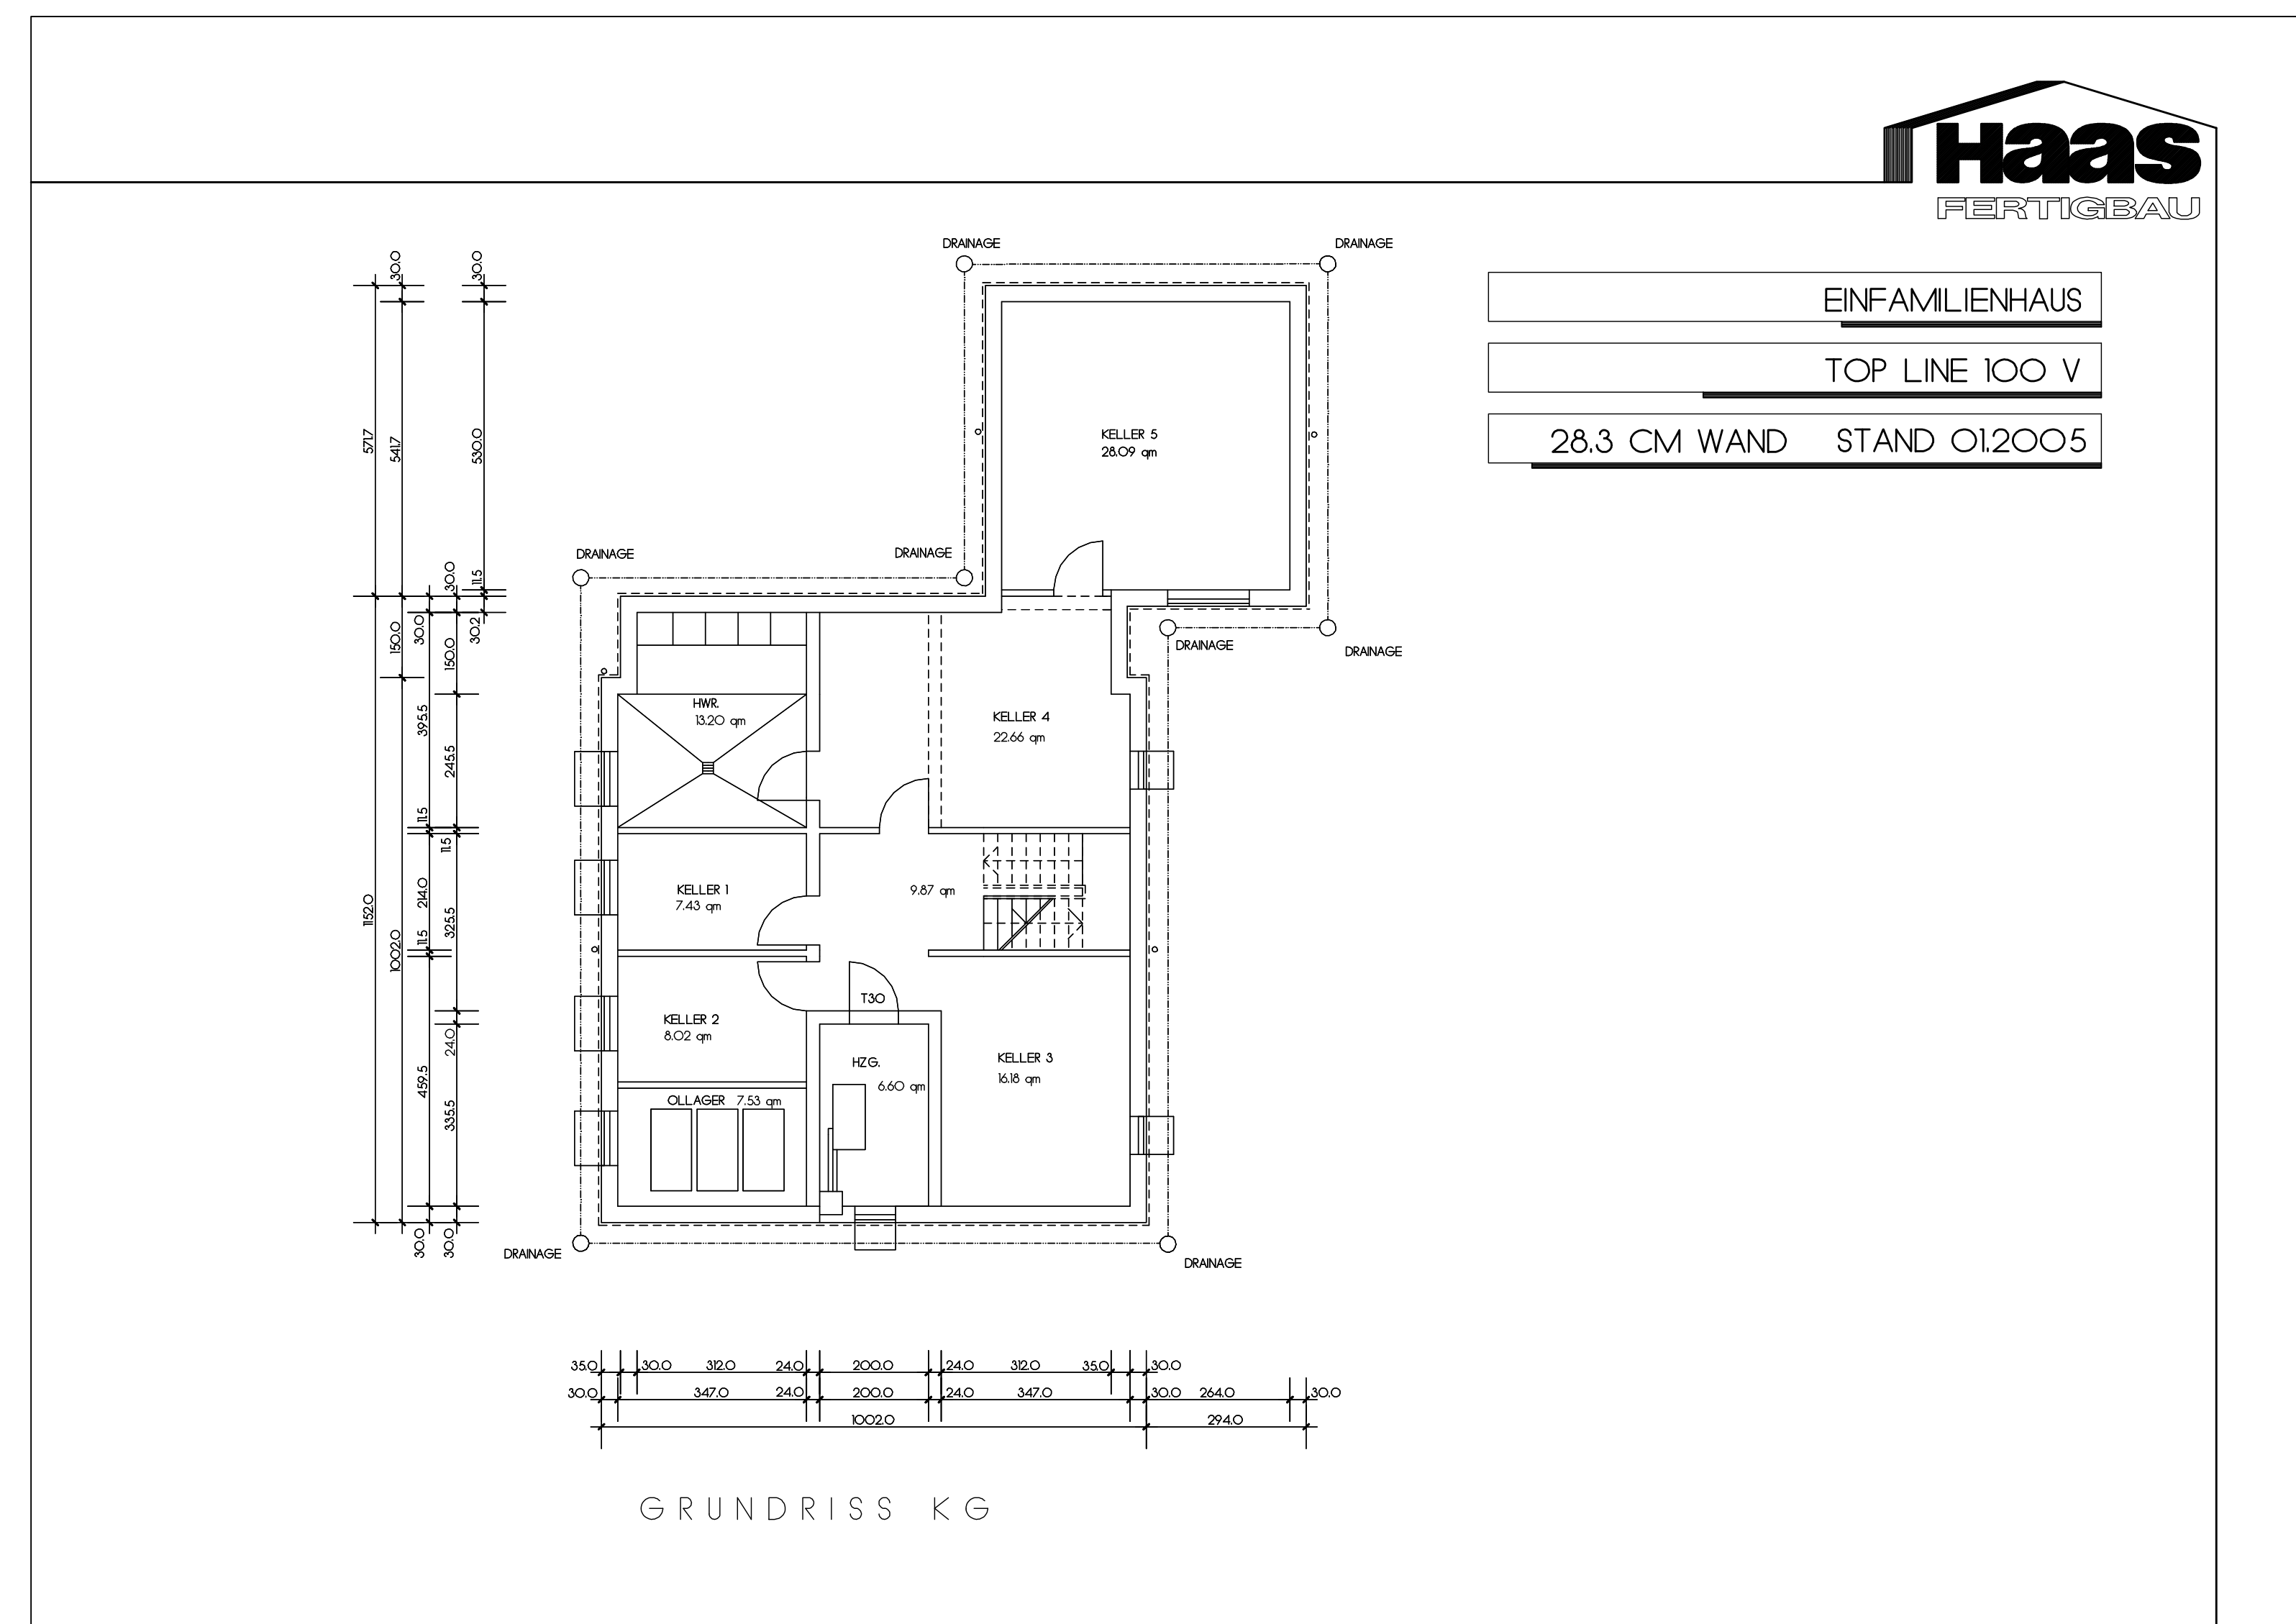 Haas
FERTIGBAU
EINFAMILIENHAUS
TOP LINE 100 V
28.3 CM WAND STAND 01.2005
DRAINAGE
DRAINAGE
30.0
30.0
571.7
541.7
530.0
KELLER 5
28.09 qm
DRAINAGE
DRAINAGE
30.0
11.5
150.0
30.0
150.0
30.2
DRAINAGE
DRAINAGE
HWR.
13.20 qm
KELLER 4
22.66 qm
395.5
245.5
11.5
11.5
KELLER 1
7.43 qm
9.87 qm
1152.0
214.0
325.5
1002.0
11.5
T30
KELLER 2
8.02 qm
24.0
HZG.
6.60 qm
KELLER 3
16.18 qm
459.5
335.5
OLLAGER 7.53 qm
30.0
30.0
DRAINAGE
DRAINAGE
35.0 30.0 312.0 24.0 200.0 24.0 312.0 35.0 30.0
30.0 347.0 24.0 200.0 24.0 347.0 30.0 264.0 30.0
1002.0 294.0
GRUNDRISS KG